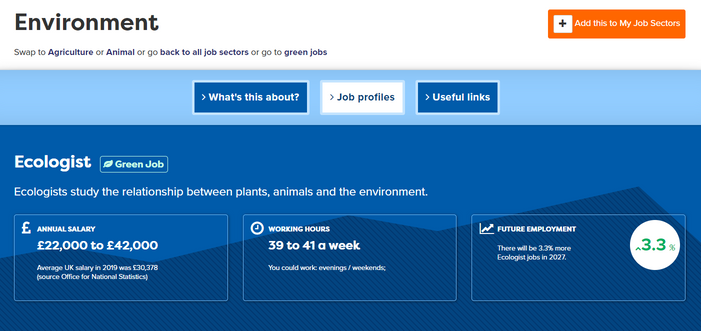 Environment
+ Add this to My Job Sectors
Swap to Agriculture or Animal or go back to all job sectors or go to green jobs
> What's this about?
> Job profiles
> Useful links
Ecologist
Green Job
Ecologists study the relationship between plants, animals and the environment.
£ ANNUAL SALARY
£22,000 to £42,000
Average UK salary in 2019 was £30,378
(source Office for National Statistics)
WORKING HOURS
39 to 41 a week
You could work: evenings / weekends;
FUTURE EMPLOYMENT
There will be 3.3% more
Ecologist jobs in 2027.
3.3 %